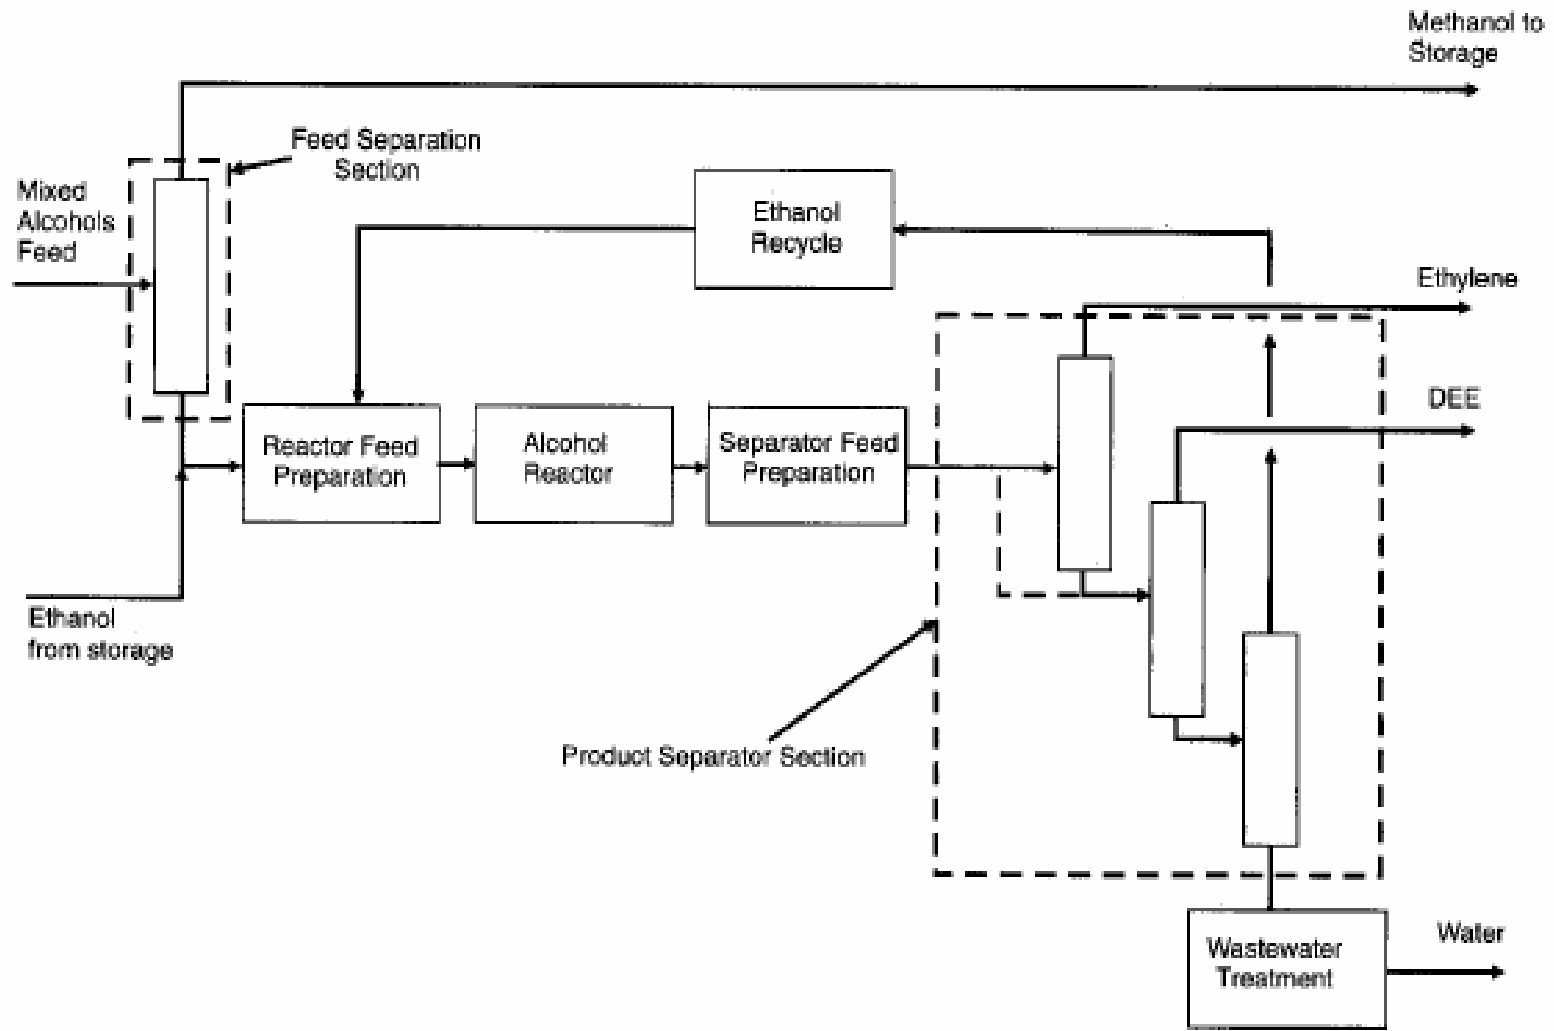 Methanol to
Storage
Feed Separation
Section
Mixed
Alcohols
Feed
Ethanol
Recycle
Ethylene
DEE
Reactor Feed
Preparation
Alcohol
Reactor
Separator Feed
Preparation
Ethanol
from storage
Product Separator Section
Wastewater
Treatment
Water